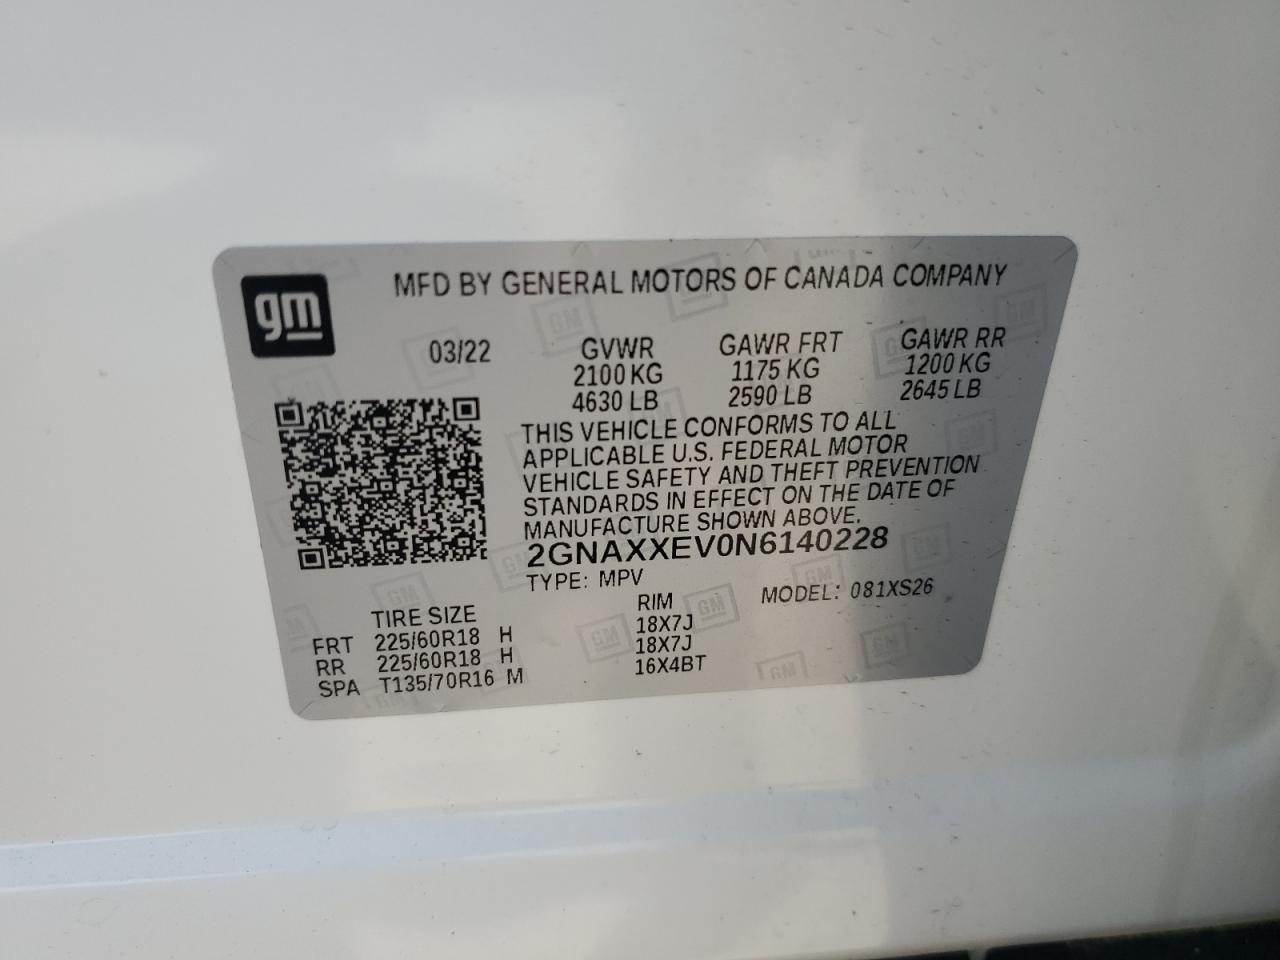 gm
MFD BY GENERAL MOTORS OF CANADA COMPANY
03/22 GVWR GAWR FRT GAWR RR
2100 KG 1175 KG 1200 KG
4630 LB 2590 LB 2645 LB
THIS VEHICLE CONFORMS TO ALL
APPLICABLE U.S. FEDERAL MOTOR
VEHICLE SAFETY AND THEFT PREVENTION
STANDARDS IN EFFECT ON THE DATE OF
MANUFACTURE SHOWN ABOVE.
2GNAXXEV0N6140228
TYPE: MPV MODEL: 081XS26
TIRE SIZE RIM
FRT 225/60R18 H 18X7J
RR 225/60R18 H 18X7J
SPA T135/70R16 M 16X4BT